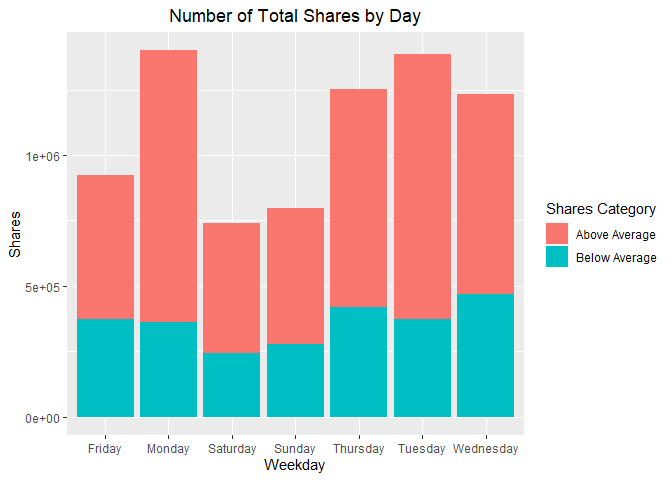 Number of Total Shares by Day
Shares
1e+06
5e+05
0e+00
Friday Monday Saturday Sunday Thursday Tuesday Wednesday
Weekday
Shares Category
Above Average
Below Average